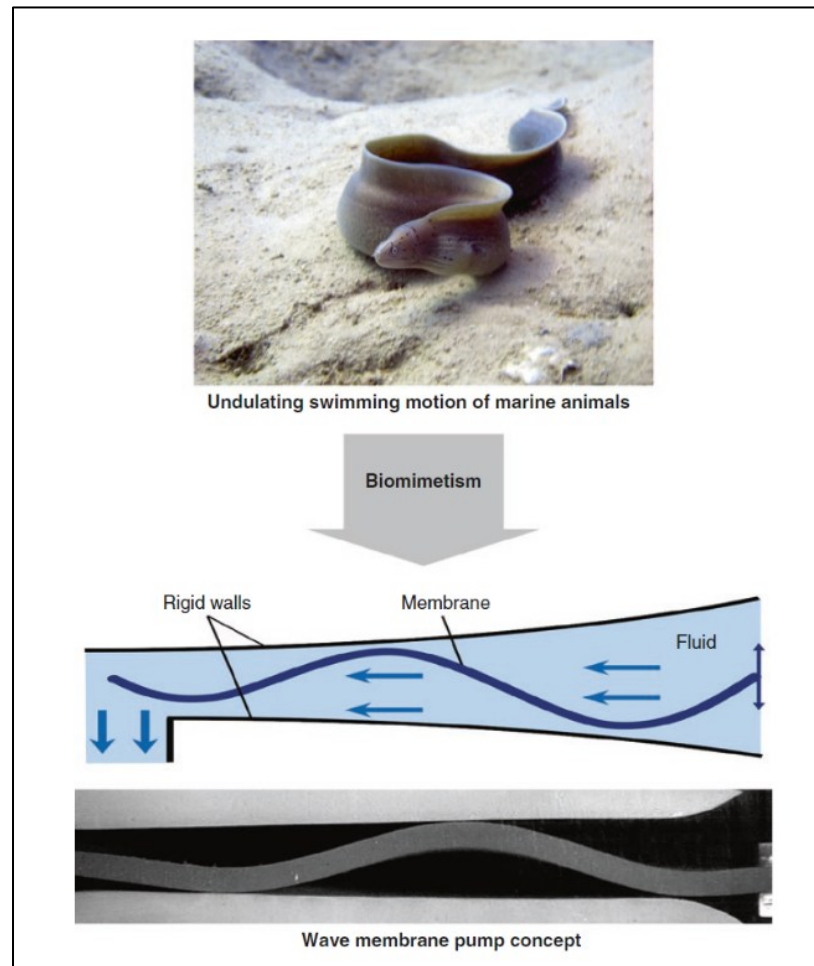 Undulating swimming motion of marine animals
Biomimetism
Rigid walls
Membrane
Fluid
Wave membrane pump concept